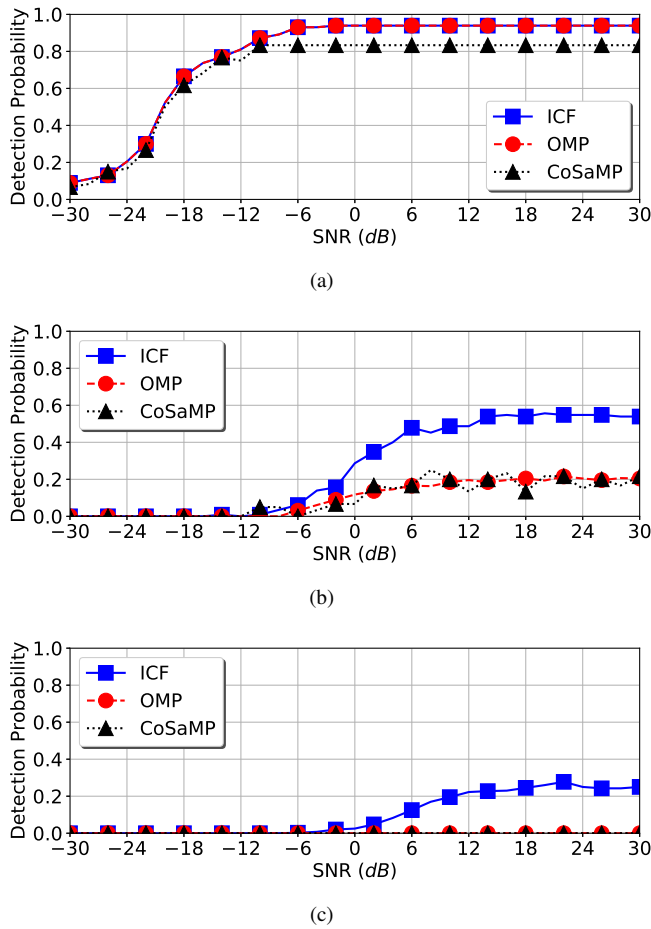 Detection Probability
1.0
0.8
0.6
0.4
0.2
0.0
ICF
OMP
CoSaMP
−30 −24 −18 −12 −6 0 6 12 18 24 30
SNR (dB)
(a)
Detection Probability
1.0
0.8
0.6
0.4
0.2
0.0
ICF
OMP
CoSaMP
−30 −24 −18 −12 −6 0 6 12 18 24 30
SNR (dB)
(b)
Detection Probability
1.0
0.8
0.6
0.4
0.2
0.0
ICF
OMP
CoSaMP
−30 −24 −18 −12 −6 0 6 12 18 24 30
SNR (dB)
(c)